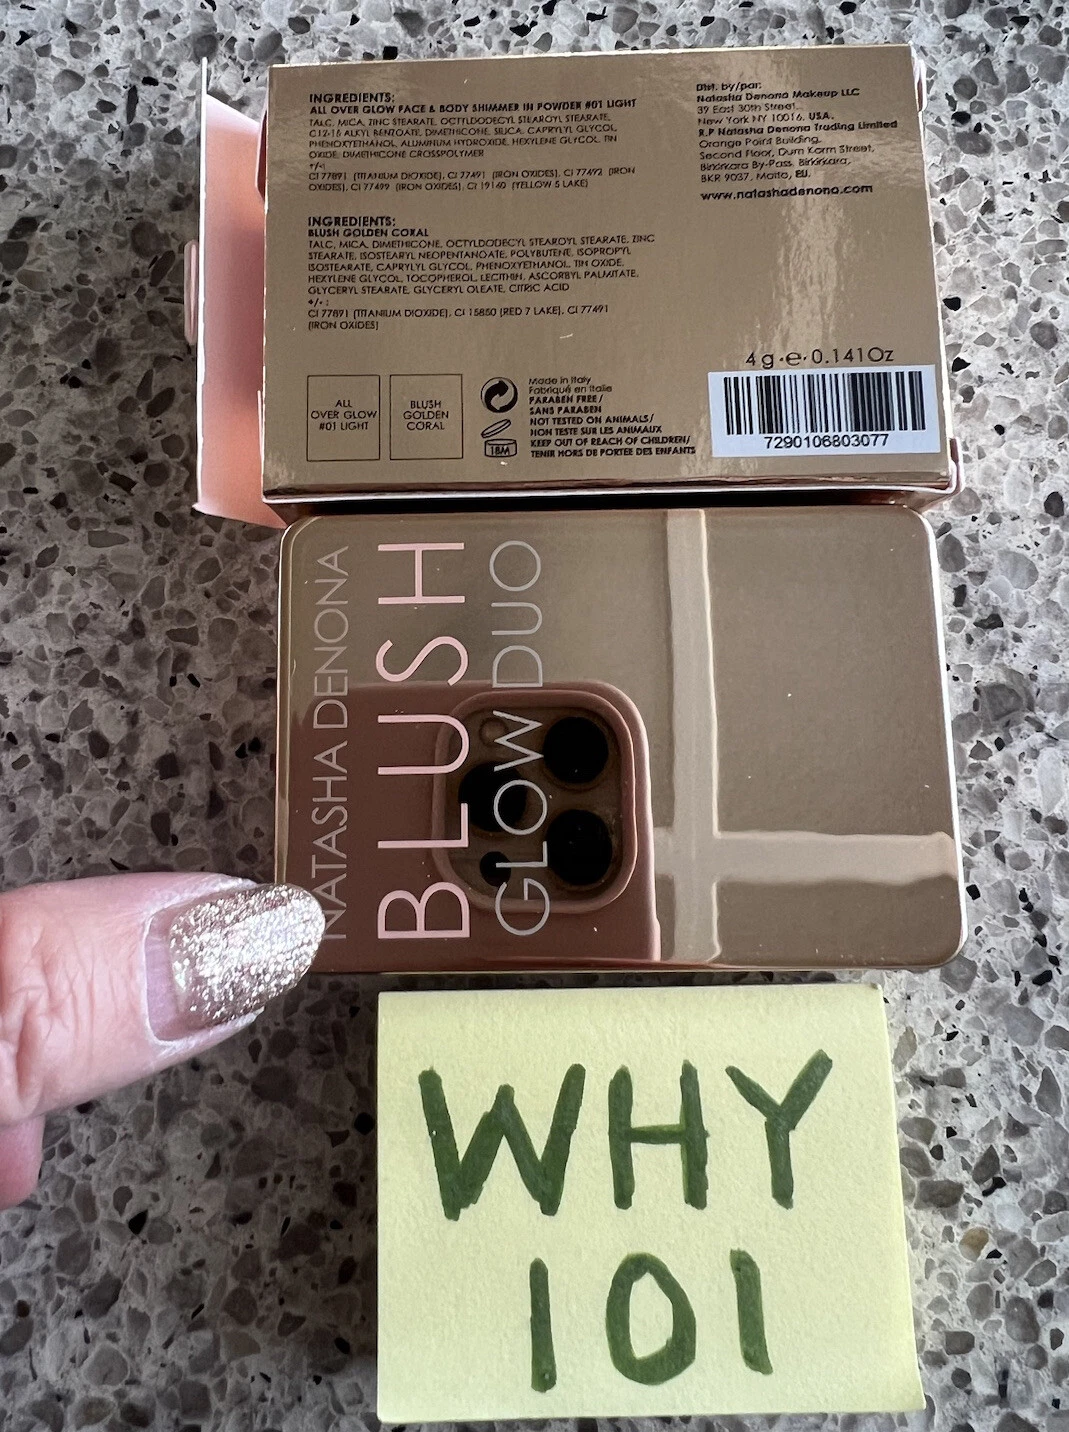 INGREDIENTS:
ALL OVER GLOW FACE & BODY SHIMMER IN POWDER #01 LIGHT
TALC, MICA, ZINC STEARATE, OCTYLDODECYL STEAROYL STEARATE,
C12-15 ALKYL BENZOATE, DIMETHICONE, SILICA, CAPRYLYL GLYCOL,
PHENOXYETHANOL, ALUMINUM HYDROXIDE, HEXYLENE GLYCOL, TIN
OXIDE, DIMETHICONE CROSSPOLYMER
+/-:
CI 77891 (TITANIUM DIOXIDE), CI 77491 (IRON OXIDES), CI 77492 (IRON
OXIDES), CI 77499 (IRON OXIDES), CI 19140 (YELLOW 5 LAKE)
INGREDIENTS:
BLUSH GOLDEN CORAL
TALC, MICA, DIMETHICONE, OCTYLDODECYL STEAROYL STEARATE, ZINC
STEARATE, ISOSTEARYL NEOPENTANOATE, POLYBUTENE, ISOPROPYL
ISOSTEARATE, CAPRYLYL GLYCOL, PHENOXYETHANOL, TIN OXIDE,
HEXYLENE GLYCOL, TOCOPHEROL, LECITHIN, ASCORBYL PALMITATE,
GLYCERYL STEARATE, GLYCERYL OLEATE, CITRIC ACID
+/- :
CI 77891 (TITANIUM DIOXIDE), CI 15850 (RED 7 LAKE), CI 77491
(IRON OXIDES)
Dist. by/par:
Natasha Denona Makeup LLC
39 East 30th Street,
New York NY 10016, USA.
R.P Natasha Denona Trading Limited
Orange Point Building,
Second Floor, Dun Karm Street,
Birkirkara By-Pass, Birkirkara,
BKR 9037, Malta, EU.
www.natashadenona.com
ALL
OVER GLOW
#01 LIGHT
BLUSH
GOLDEN
CORAL
18M
Made in Italy
Fabriqué en Italie
PARABEN FREE/
SANS PARABEN
NOT TESTED ON ANIMALS/
NON TESTE SUR LES ANIMAUX
KEEP OUT OF REACH OF CHILDREN/
TENIR HORS DE PORTEE DES ENFANTS
4 g ·e· 0.141Oz
7290106803077
NATASHA DENONA
BLUSH
GLOW DUO
WHY
101